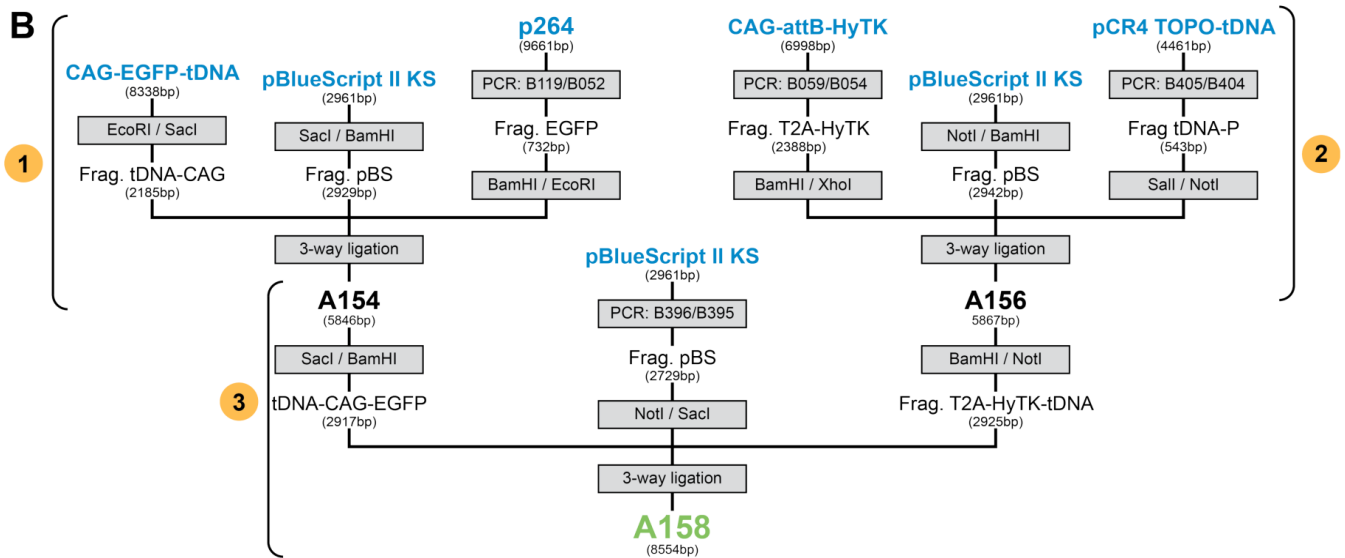 B
CAG-EGFP-tDNA
(8338bp)
EcoRI / SacI
Frag. tDNA-CAG
(2185bp)
pBlueScript II KS
(2961bp)
SacI / BamHI
Frag. pBS
(2929bp)
p264
(9661bp)
PCR: B119/B052
Frag. EGFP
(732bp)
BamHI / EcoRI
1
3-way ligation
A154
(5846bp)
CAG-attB-HyTK
(6998bp)
PCR: B059/B054
Frag. T2A-HyTK
(2388bp)
BamHI / XhoI
pBlueScript II KS
(2961bp)
NotI / BamHI
Frag. pBS
(2942bp)
pCR4 TOPO-tDNA
(4461bp)
PCR: B405/B404
Frag tDNA-P
(543bp)
SalI / NotI
2
3-way ligation
A156
5867bp)
3
SacI / BamHI
tDNA-CAG-EGFP
(2917bp)
pBlueScript II KS
(2961bp)
PCR: B396/B395
Frag. pBS
(2729bp)
NotI / SacI
BamHI / NotI
Frag. T2A-HyTK-tDNA
(2925bp)
3-way ligation
A158
(8554bp)